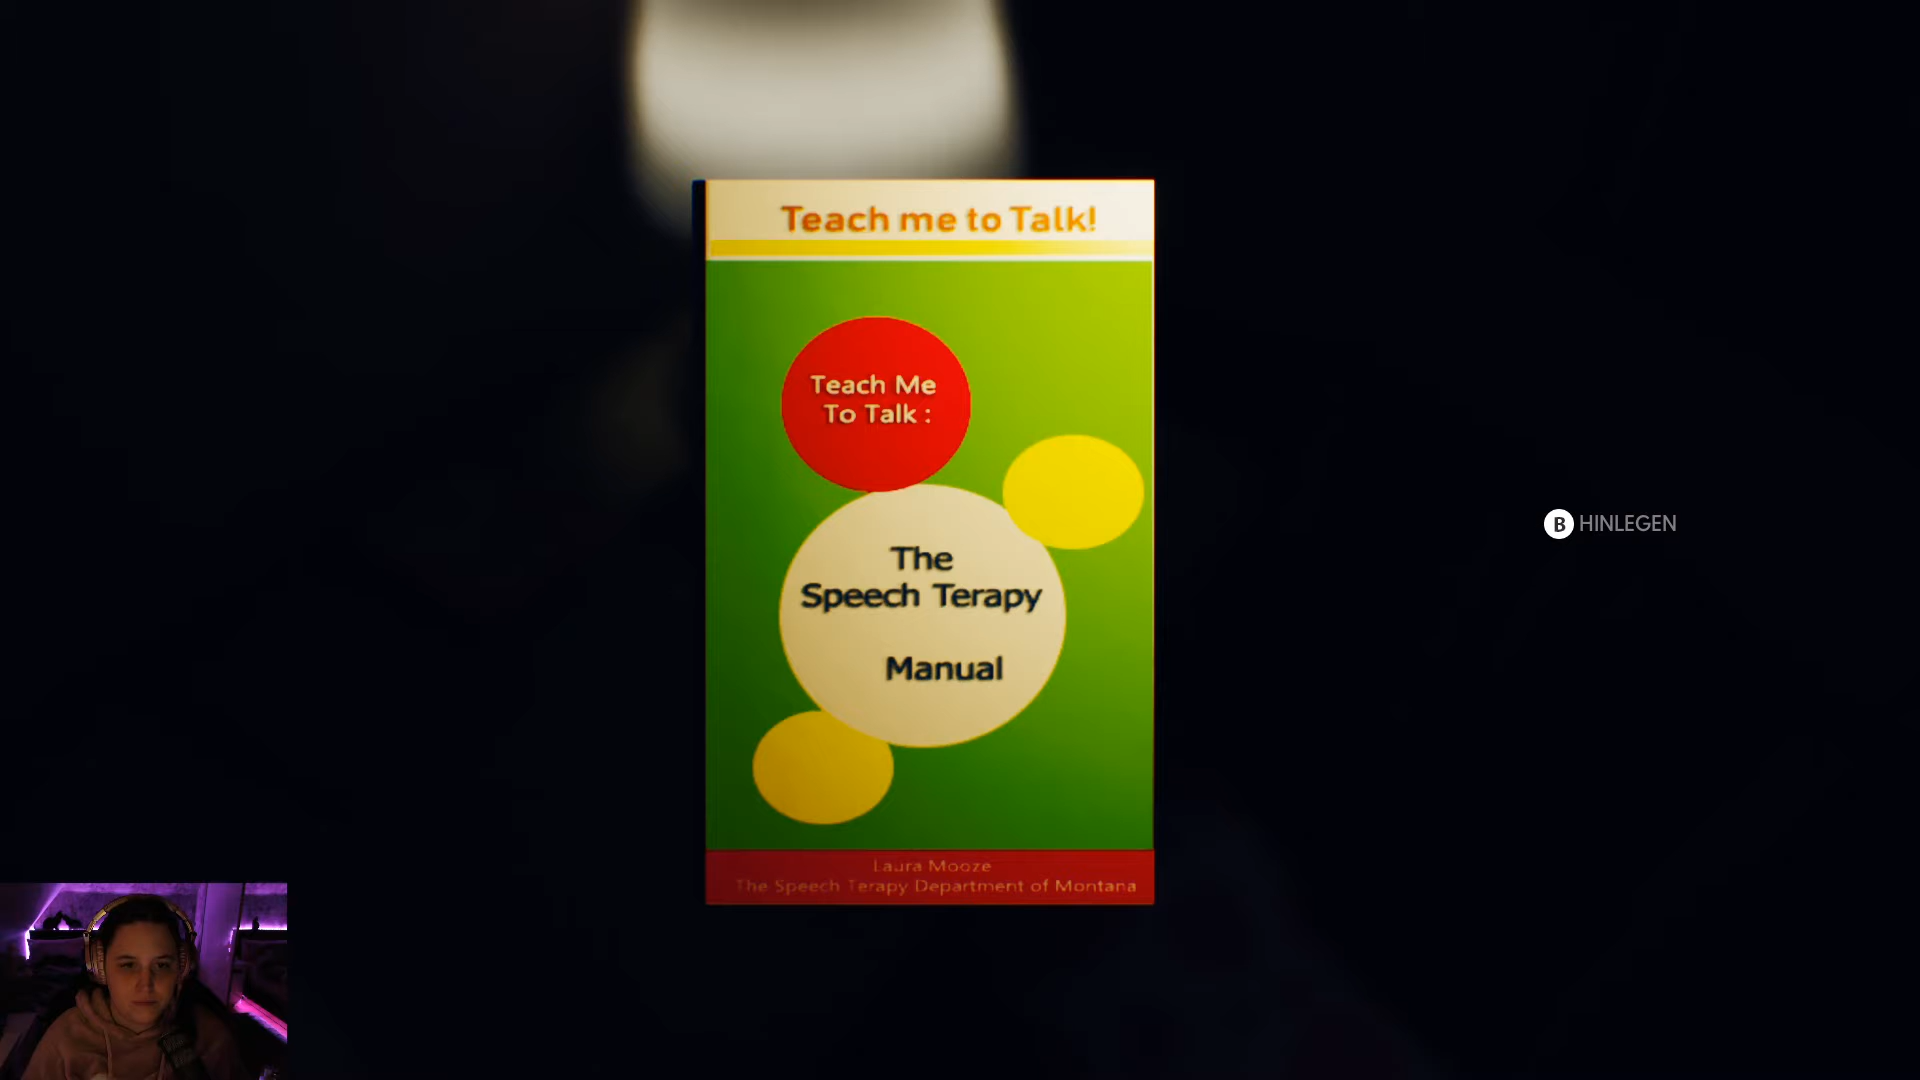 Teach me to Talk!
Teach Me
To Talk :
The
Speech Terapy
Manual
B HINLEGEN
Laura Mooze
The Speech Terapy Department of Montana